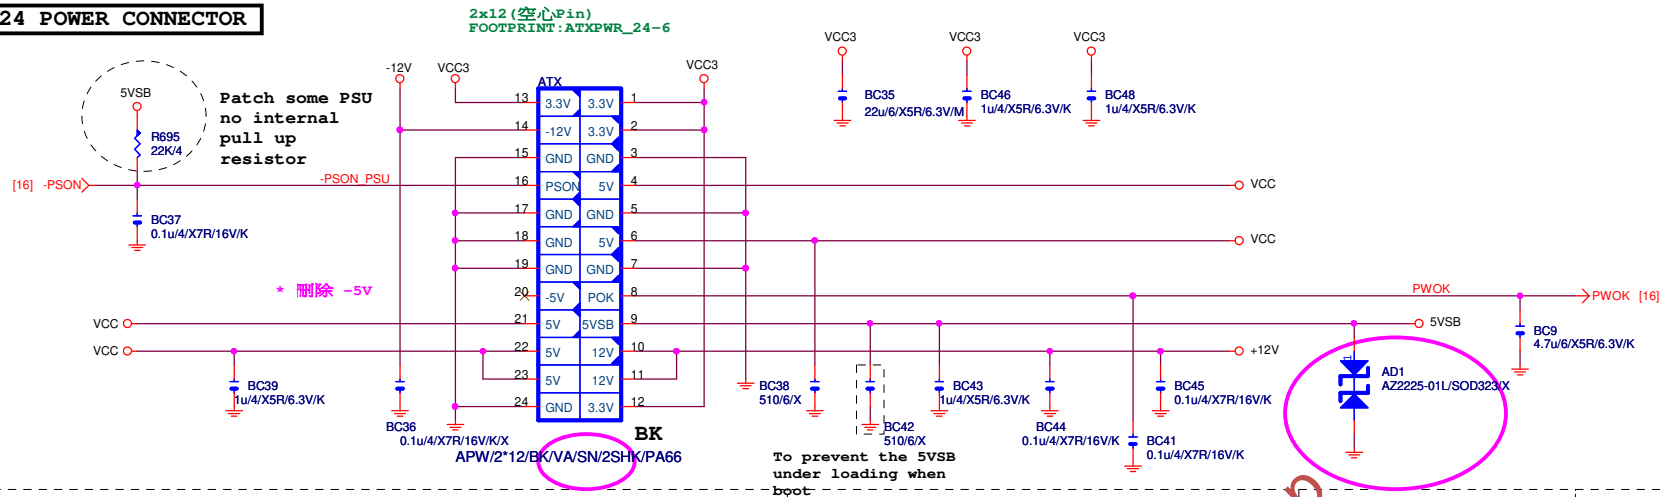 24 POWER CONNECTOR
2x12(空心Pin)
FOOTPRINT:ATXPWR_24-6
5VSB
R695
22K/4
Patch some PSU
no internal
pull up
resistor
[16] -PSON
-PSON_PSU
BC37
0.1u/4/X7R/16V/K
* 刪除 -5V
VCC
VCC
BC39
1u/4/X5R/6.3V/K
-12V
VCC3
ATX
VCC3
13 3.3V 3.3V 1
14 -12V 3.3V 2
15 GND GND 3
16 PSON 5V 4
17 GND GND 5
18 GND 5V 6
19 GND GND 7
20 -5V POK 8
21 5V 5VSB 9
22 5V 12V 10
23 5V 12V 11
24 GND 3.3V 12
BC36
0.1u/4/X7R/16V/K/X
BK
APW/2*12/BK/VA/SN/2SHK/PA66
VCC3
BC35
22u/6/X5R/6.3V/M
VCC3
BC46
1u/4/X5R/6.3V/K
VCC3
BC48
1u/4/X5R/6.3V/K
VCC
VCC
PWOK
PWOK [16]
5VSB
+12V
BC9
4.7u/6/X5R/6.3V/K
BC38
510/6/X
BC42
510/6/X
BC43
1u/4/X5R/6.3V/K
BC44
0.1u/4/X7R/16V/K
BC45
0.1u/4/X7R/16V/K
BC41
0.1u/4/X7R/16V/K
1
AD1
AZ2225-01L/SOD323/X
To prevent the 5VSB
under loading when
boot